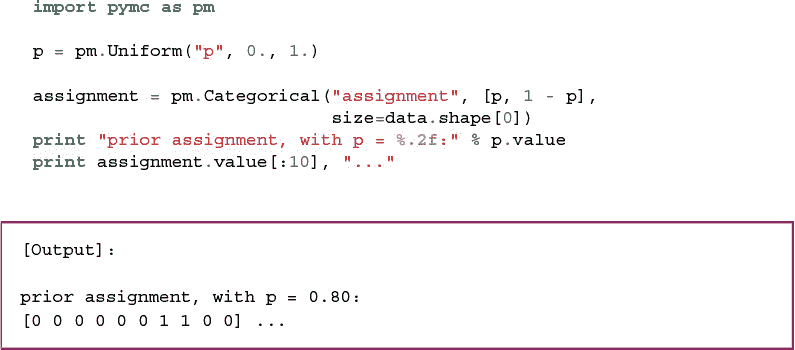 import pymc as pm
p = pm.Uniform("p", 0., 1.)
assignment = pm.Categorical("assignment", [p, 1 - p],
size=data.shape[0])
print "prior assignment, with p = %.2f:" % p.value
print assignment.value[:10], "..."
[Output]:
prior assignment, with p = 0.80:
[0 0 0 0 0 0 1 1 0 0] ...